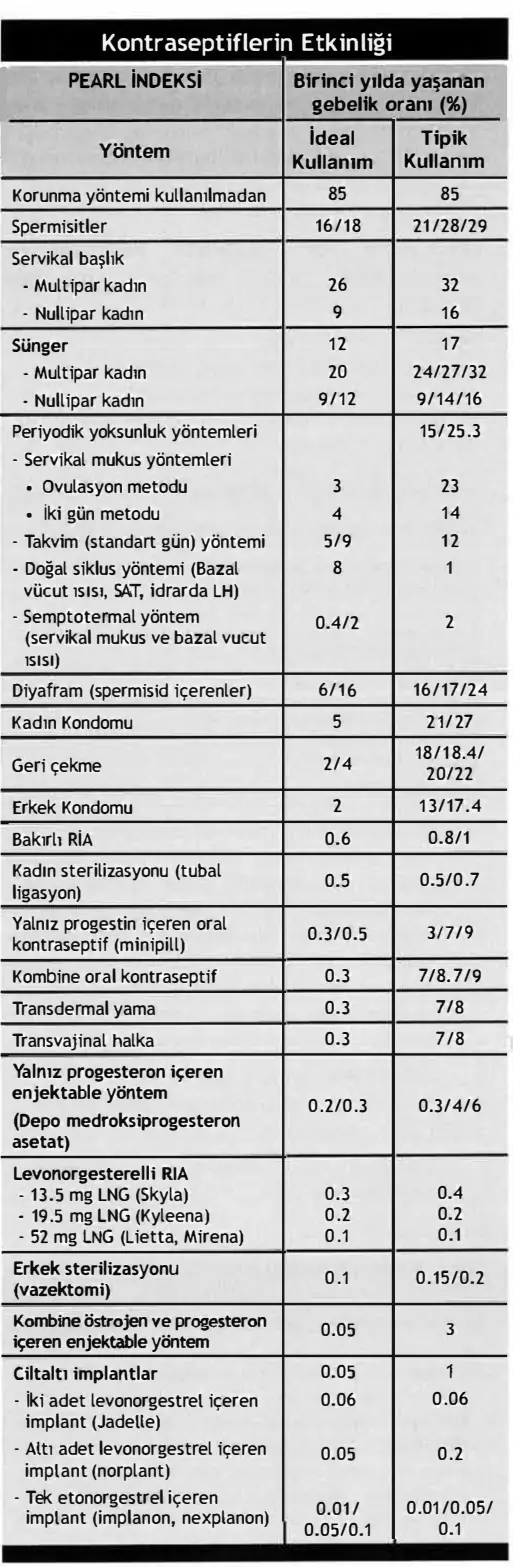 Kontraseptiflerin Etkinliği
PEARL İNDEKSİ
Birinci yılda yaşanan
gebelik oranı (%)
Yöntem
İdeal
Kullanım
Tipik
Kullanım
Korunma yöntemi kullanılmadan 85 85
Spermisitler 16/18 21/28/29
Servikal başlık
- Multipar kadın 26 32
- Nullipar kadın 9 16
Sünger 12 17
- Multipar kadın 20 24/27/32
- Nullipar kadın 9/12 9/14/16
Periyodik yoksunluk yöntemleri 15/25.3
- Servikal mukus yöntemleri
• Ovulasyon metodu 3 23
• İki gün metodu 4 14
- Takvim (standart gün) yöntemi 5/9 12
- Doğal siklus yöntemi (Bazal 8 1
vücut ısısı, SAT, idrarda LH)
- Semptotermal yöntem
(servikal mukus ve bazal vucut 0.4/2 2
ısısı)
Diyafram (spermisid içerenler) 6/16 16/17/24
Kadın Kondomu 5 21/27
Geri çekme 2/4 18/18.4/
20/22
Erkek Kondomu 2 13/17.4
Bakırlı RİA 0.6 0.8/1
Kadın sterilizasyonu (tubal
ligasyon) 0.5 0.5/0.7
Yalnız progestin içeren oral
kontraseptif (minipill) 0.3/0.5 3/7/9
Kombine oral kontraseptif 0.3 7/8.7/9
Transdermal yama 0.3 7/8
Transvajinal halka 0.3 7/8
Yalnız progesteron içeren
enjektable yöntem 0.2/0.3 0.3/4/6
(Depo medroksiprogesteron
asetat)
Levonorgesterelli RIA
- 13.5 mg LNG (Skyla) 0.3 0.4
- 19.5 mg LNG (Kyleena) 0.2 0.2
- 52 mg LNG (Lietta, Mirena) 0.1 0.1
Erkek sterilizasyonu
(vazektomi) 0.1 0.15/0.2
Kombine östrojen ve progesteron
içeren enjektable yöntem 0.05 3
Ciltaltı implantlar 0.05 1
- İki adet levonorgestrel içeren 0.06 0.06
implant (Jadelle)
- Altı adet levonorgestrel içeren
implant (norplant) 0.05 0.2
- Tek etonorgestrel içeren
implant (implanon, nexplanon) 0.01/ 0.01/0.05/
0.05/0.1 0.1